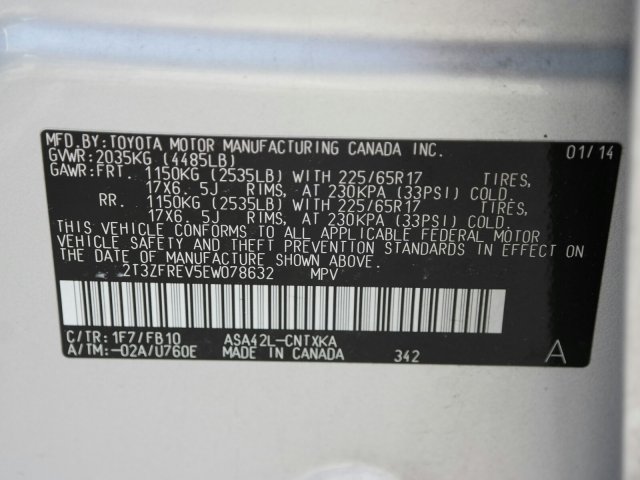 MFD. BY: TOYOTA MOTOR MANUFACTURING CANADA INC. 01/14
GVWR: 2035KG (4485LB)
GAWR: FRT. 1150KG (2535LB) WITH 225/65R17 TIRES,
17X6. 5J RIMS, AT 230KPA (33PSI) COLD.
RR. 1150KG (2535LB) WITH 225/65R17 TIRES,
17X6. 5J RIMS, AT 230KPA (33PSI) COLD.
THIS VEHICLE CONFORMS TO ALL APPLICABLE FEDERAL MOTOR
VEHICLE SAFETY AND THEFT PREVENTION STANDARDS IN EFFECT ON
THE DATE OF MANUFACTURE SHOWN ABOVE.
2T3ZFREV5EW078632 MPV
C/TR: 1F7/FB10 ASA42L-CNTXKA
A/TM: -02A/U760E MADE IN CANADA 342 A